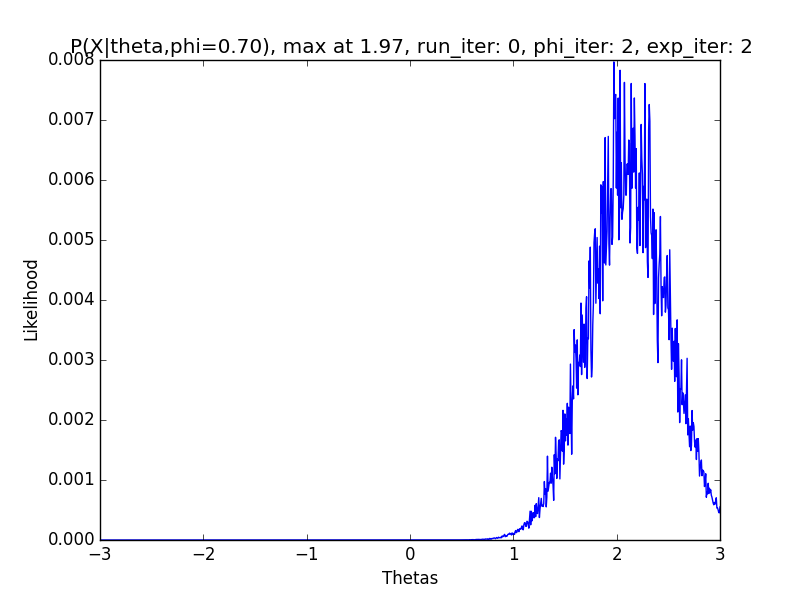 P(X|theta,phi=0.70), max at 1.97, run_iter: 0, phi_iter: 2, exp_iter: 2
0.008
0.007
0.006
0.005
0.004
0.003
0.002
0.001
0.000
Likelihood
−3 −2 −1 0 1 2 3
Thetas